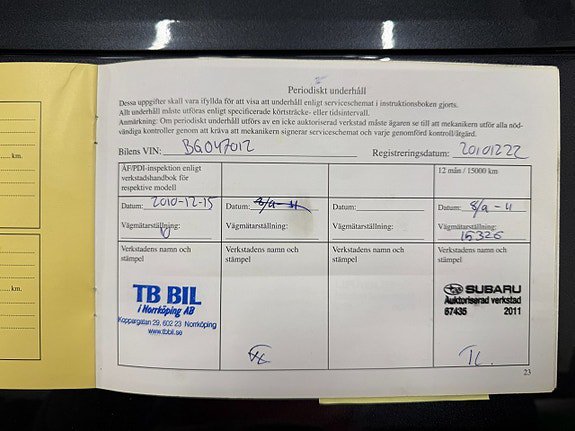 Periodiskt underhåll
Dessa uppgifter skall vara ifyllda för att visa att underhåll enligt serviceschemat i instruktionsboken gjorts.
Allt underhåll måste utföras enligt specificerade körtsträcks- eller tidsintervall.
Anmärkning: Om periodiskt underhåll utförs av en icke auktoriserad verkstad måste ägaren se till att mekanikern utför alla nöd-
vändiga kontroller genom att kräva att mekanikern signerar serviceschemat och varje genomförd kontroll/åtgärd.
Bilens VIN: BG047012 Registreringsdatum: 20101222
ÅF/PDI-inspektion enligt
verkstadshandbok för
respektive modell
12 mån / 15000 km
Datum: 2010-12-15 Datum: Datum: Datum: 8/9 - 11
Vägmätarställning: Vägmätarställning: Vägmätarställning: Vägmätarställning:
15326
Verkstadens namn och
stämpel
Verkstadens namn och
stämpel
Verkstadens namn och
stämpel
Verkstadens namn och
stämpel
TB BIL
i Norrköping AB
Koppargatan 29, 602 23 Norrköping
www.tbbil.se
SUBARU
Auktoriserad verkstad
67435 2011
23
km.
km.